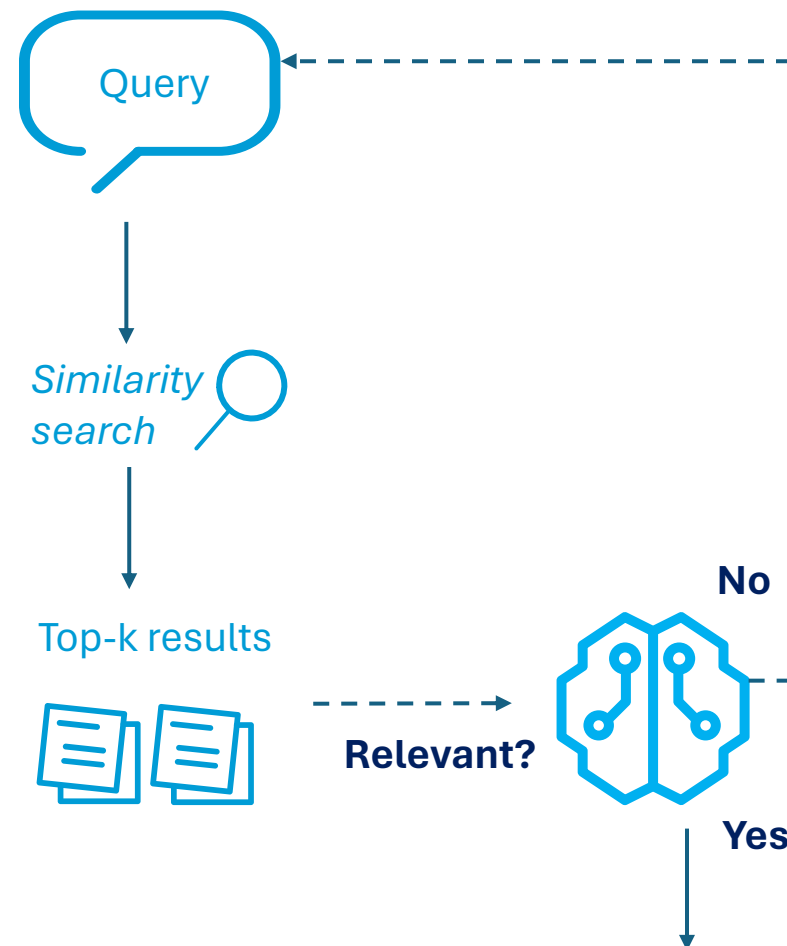 Query
Similarity
search
Top-k results
Relevant?
No
Yes